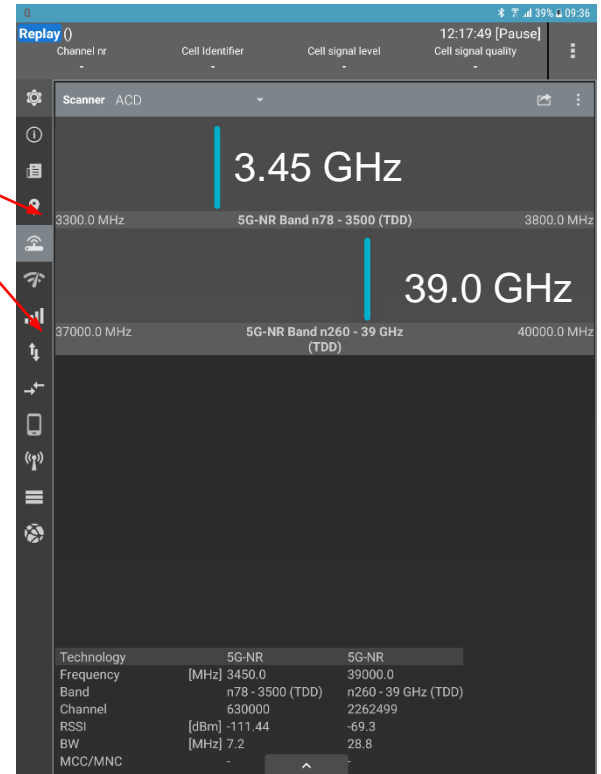 39% 09:36
Replay () 12:17:49 [Pause]
Channel nr Cell Identifier Cell signal level Cell signal quality
- - - -
Scanner ACD
3.45 GHz
3300.0 MHz 5G-NR Band n78 - 3500 (TDD) 3800.0 MHz
39.0 GHz
37000.0 MHz 5G-NR Band n260 - 39 GHz 40000.0 MHz
(TDD)
Technology 5G-NR 5G-NR
Frequency [MHz] 3450.0 39000.0
Band n78 - 3500 (TDD) n260 - 39 GHz (TDD)
Channel 630000 2262499
RSSI [dBm] -111.44 -69.3
BW [MHz] 7.2 28.8
MCC/MNC - -